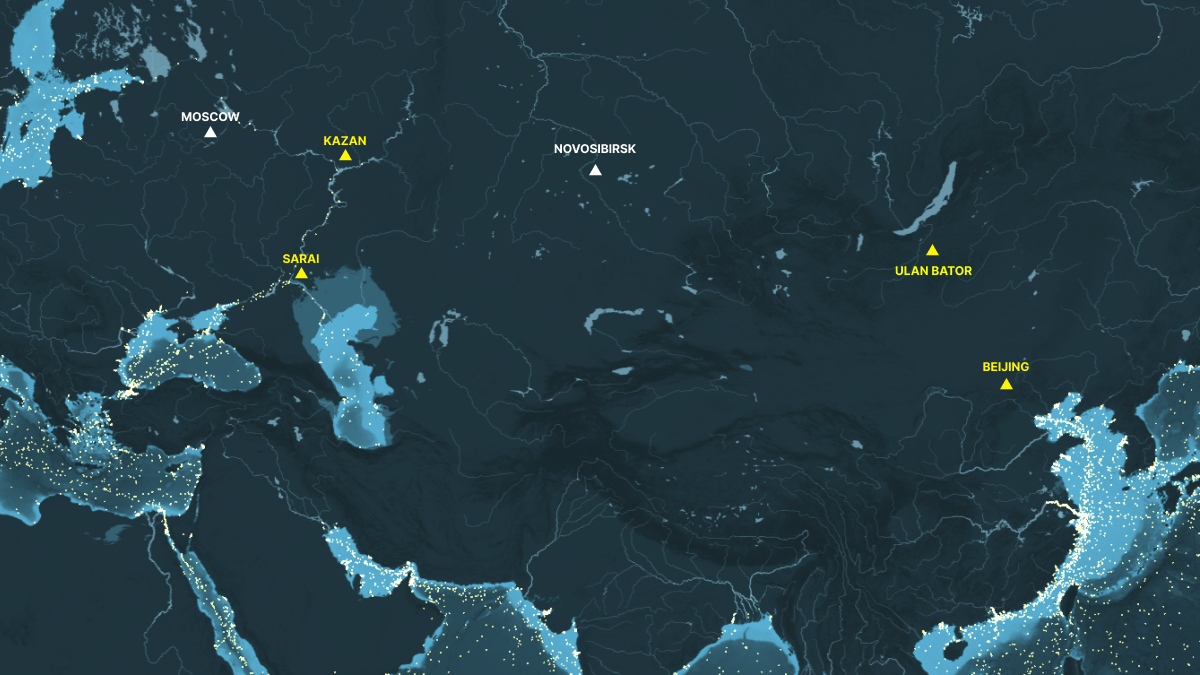 MOSCOW
KAZAN
NOVOSIBIRSK
SARAI
ULAN BATOR
BEIJING